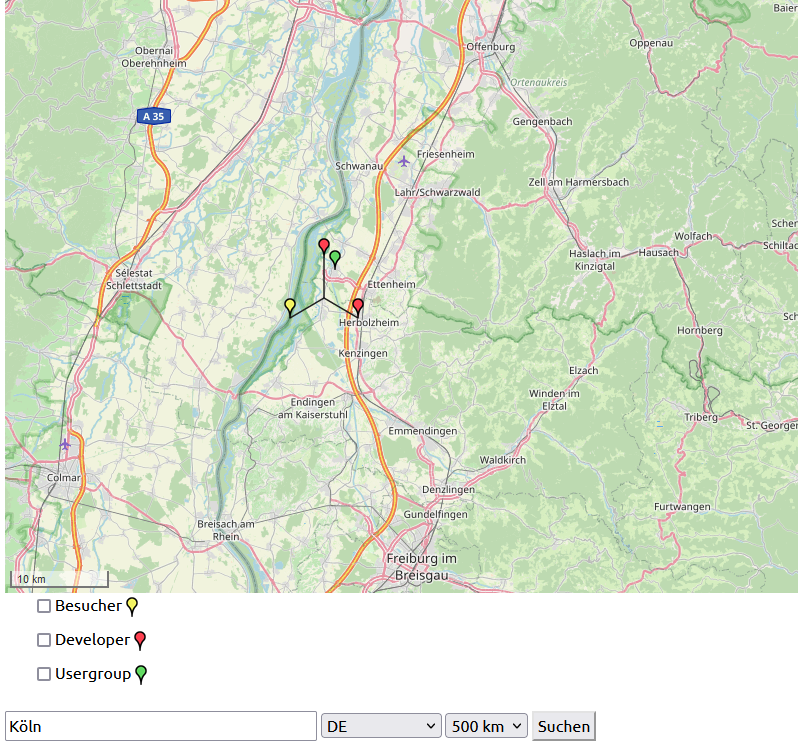 Baier
Obernai
Oberehnheim
Offenburg
Oppenau
Ortenaukreis
A 35
Gengenbach
Schwanau
Friesenheim
Lahr/Schwarzwald
Zell am Harmersbach
Scher
Wolfach
Schiltac
Haslach im
Kinzigtal
Hausach
Sélestat
Schlettstadt
Ettenheim
Herbolzheim
Sch
Hornberg
Kenzingen
Elzach
Winden im
Elztal
Endingen
am Kaiserstuhl
Triberg
St. Georgen
Emmendingen
Waldkirch
Colmar
Denzlingen
Furtwangen
Gundelfingen
Breisach am
Rhein
Freiburg im
Breisgau
10 km
Besucher
Developer
Usergroup
Köln DE 500 km Suchen